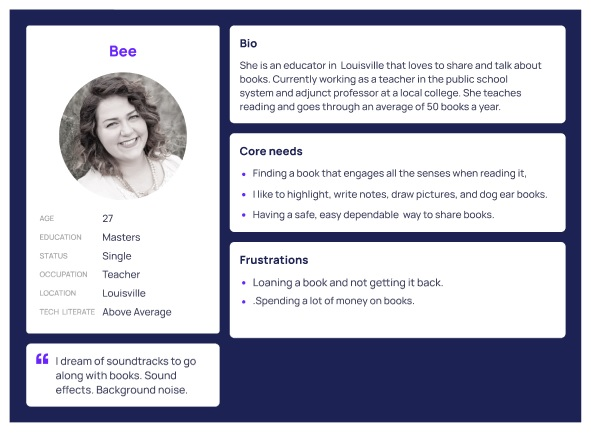 Bee
AGE 27
EDUCATION Masters
STATUS Single
OCCUPATION Teacher
LOCATION Louisville
TECH LITERATE Above Average
I dream of soundtracks to go
along with books. Sound
effects. Background noise.
Bio
She is an educator in Louisville that loves to share and talk about
books. Currently working as a teacher in the public school
system and adjunct professor at a local college. She teaches
reading and goes through an average of 50 books a year.
Core needs
Finding a book that engages all the senses when reading it,
I like to highlight, write notes, draw pictures, and dog ear books.
Having a safe, easy dependable way to share books.
Frustrations
Loaning a book and not getting it back.
.Spending a lot of money on books.